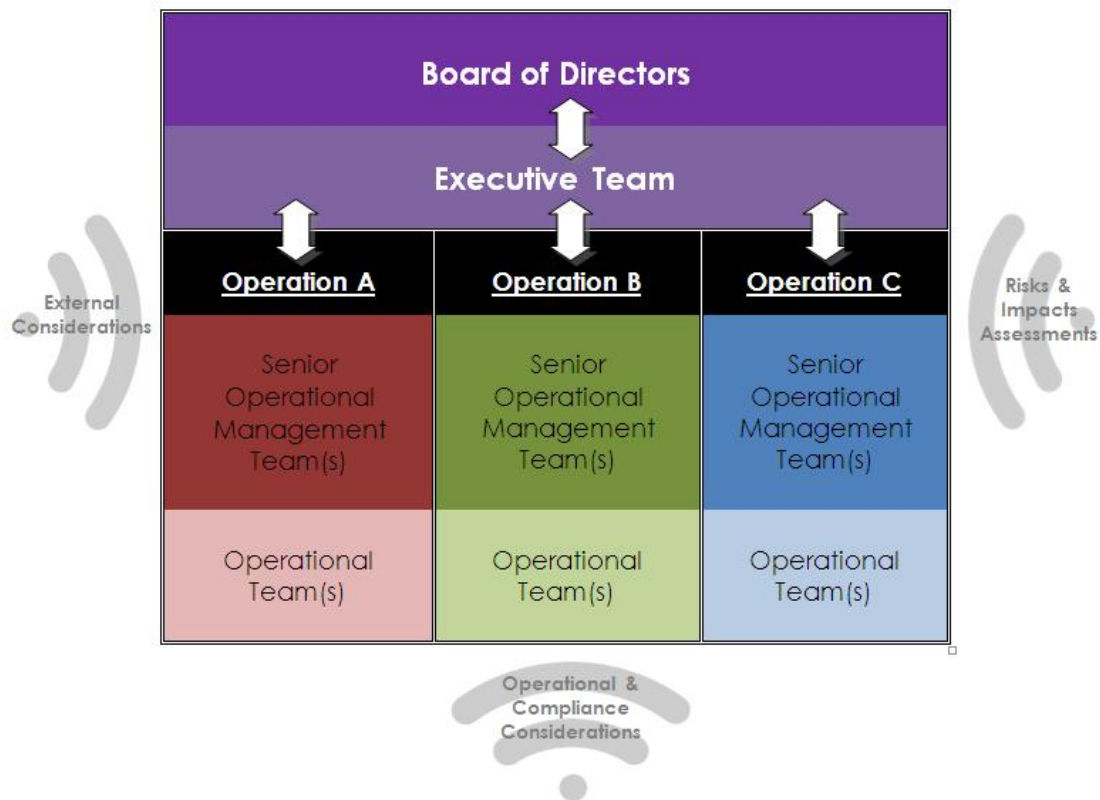 Board of Directors
Executive Team
Operation A
Operation B
Operation C
External
Considerations
Risks &
Impacts
Assessments
Senior
Operational
Management
Team(s)
Senior
Operational
Management
Team(s)
Senior
Operational
Management
Team(s)
Operational
Team(s)
Operational
Team(s)
Operational
Team(s)
Operational &
Compliance
Considerations